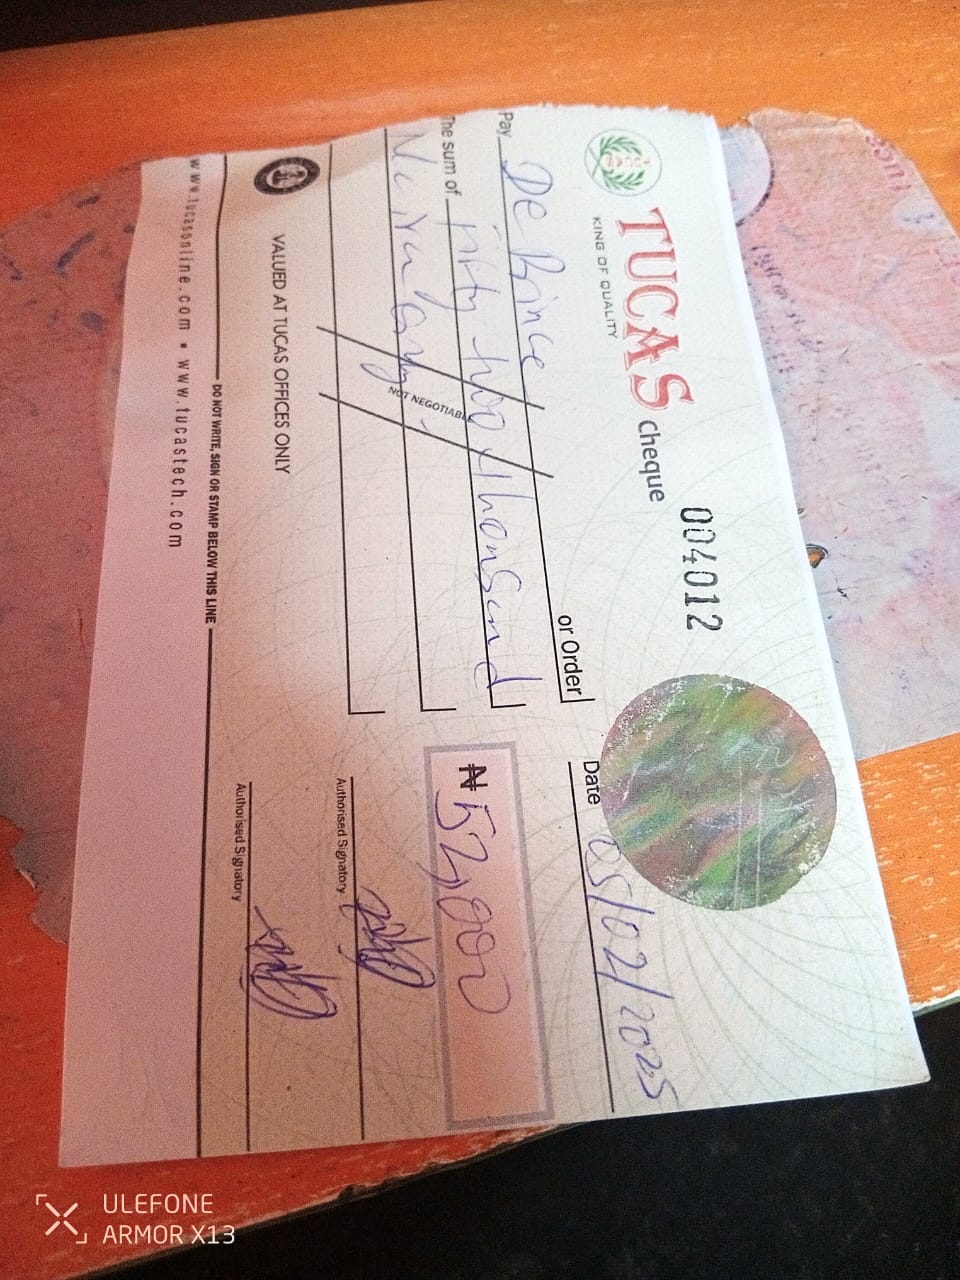 TUCAS cheque
KING OF QUALITY
004012
Date 05/02/2025
Pay De Prince or Order
The sum of fifty two thousand
Naira Only
₦ 52,000
NOT NEGOTIABLE
VALUED AT TUCAS OFFICES ONLY
Authorised Signatory
Authorised Signatory
DO NOT WRITE, SIGN OR STAMP BELOW THIS LINE
www.tucasonline.com • www.tucastech.com
ULEFONE
ARMOR X13